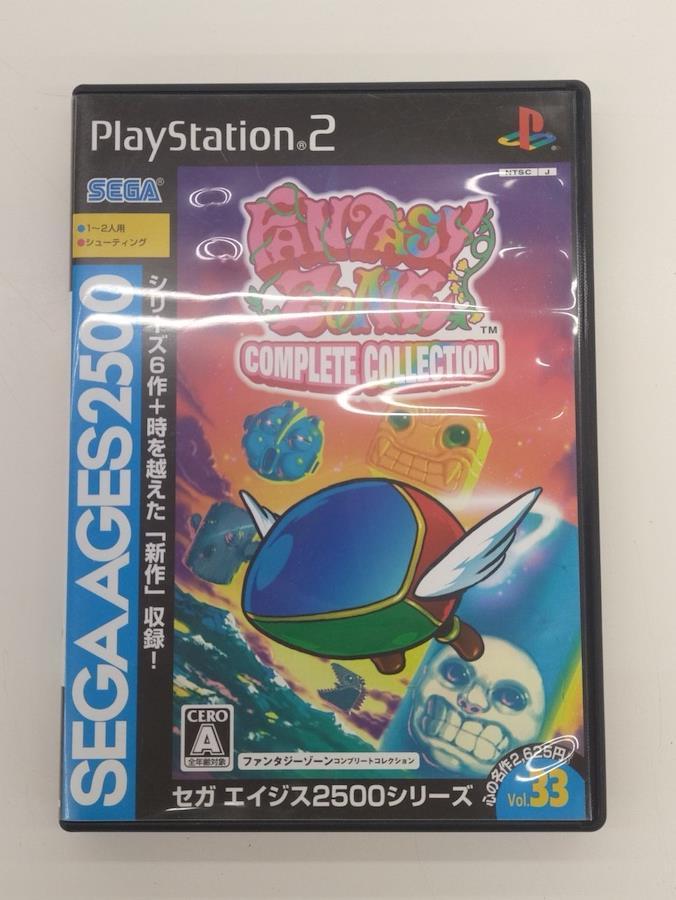 PlayStation®2
NTSC J
SEGA®
●1〜2人用
●シューティング
FANTASY
ZONE
TM
COMPLETE COLLECTION
SEGA AGES 2500
シリーズ6作+時を越えた「新作」収録!
CERO
A
全年齢対象
ファンタジーゾーン コンプリートコレクション
心の名作2,625円
セガ エイジス2500シリーズ
Vol.33